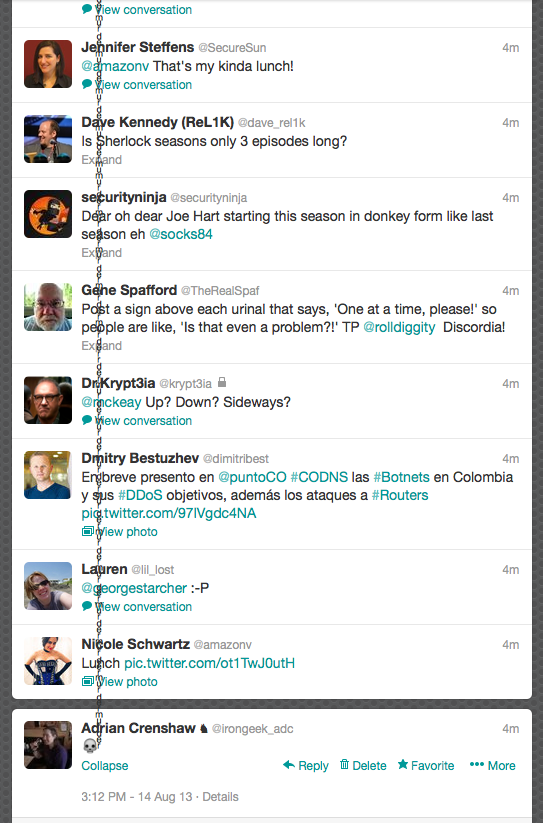 View conversation
Jennifer Steffens @SecureSun 4m
@amazonv That's my kinda lunch!
View conversation
Dave Kennedy (ReL1K) @dave_rel1k 4m
Is Sherlock seasons only 3 episodes long?
Expand
securityninja @securityninja 4m
Dear oh dear Joe Hart starting this season in donkey form like last
season eh @socks84
Expand
Gene Spafford @TheRealSpaf 4m
Post a sign above each urinal that says, 'One at a time, please!' so
people are like, 'Is that even a problem?!' TP @rolldiggity Discordia!
Expand
Dr.Krypt3ia @krypt3ia 4m
@mckeay Up? Down? Sideways?
View conversation
Dmitry Bestuzhev @dimitribest 4m
En breve presento en @puntoCO #CODNS las #Botnets en Colombia
y sus #DDoS objetivos, además los ataques a #Routers
pic.twitter.com/97lVgdc4NA
View photo
Lauren @lil_lost 4m
@georgestarcher :-P
View conversation
Nicole Schwartz @amazonv 4m
Lunch pic.twitter.com/ot1TwJ0utH
View photo
Adrian Crenshaw ♞ @irongeek_adc 4m
💀
Collapse Reply Delete Favorite ••• More
3:12 PM - 14 Aug 13 · Details